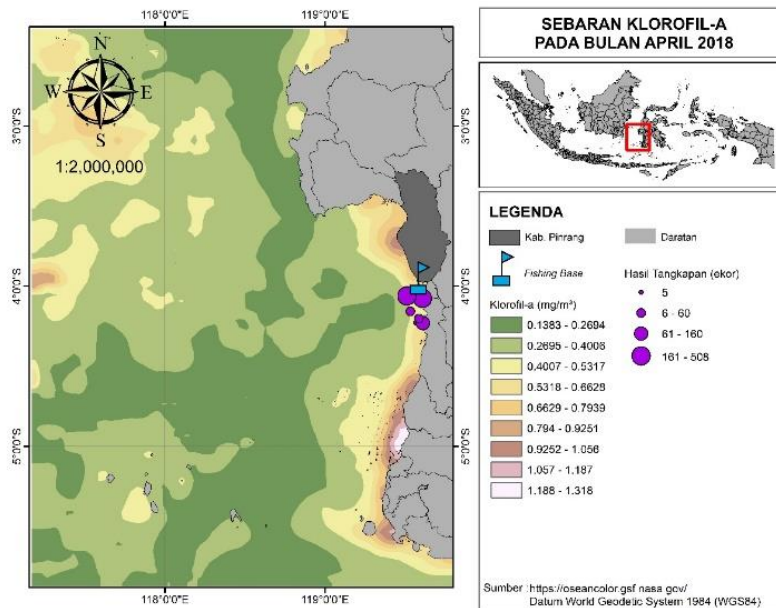 118°0'0"E 119°0'0"E
N
W E
S
1:2,000,000
3°0'0"S 3°0'0"S
4°0'0"S 4°0'0"S
5°0'0"S 5°0'0"S
118°0'0"E 119°0'0"E
SEBARAN KLOROFIL-A
PADA BULAN APRIL 2018
LEGENDA
Kab. Pinrang Daratan
Fishing Base
Hasil Tangkapan (ekor)
5
6 - 60
61 - 160
161 - 508
Klorofil-a (mg/m³)
0.1383 - 0.2694
0.2695 - 0.4006
0.4007 - 0.5317
0.5318 - 0.6628
0.6629 - 0.7939
0.794 - 0.9251
0.9252 - 1.056
1.057 - 1.187
1.188 - 1.318
Sumber : https://oseancolor.gsf nasa gov/
Datum World Geodetic System 1984 (WGS84)